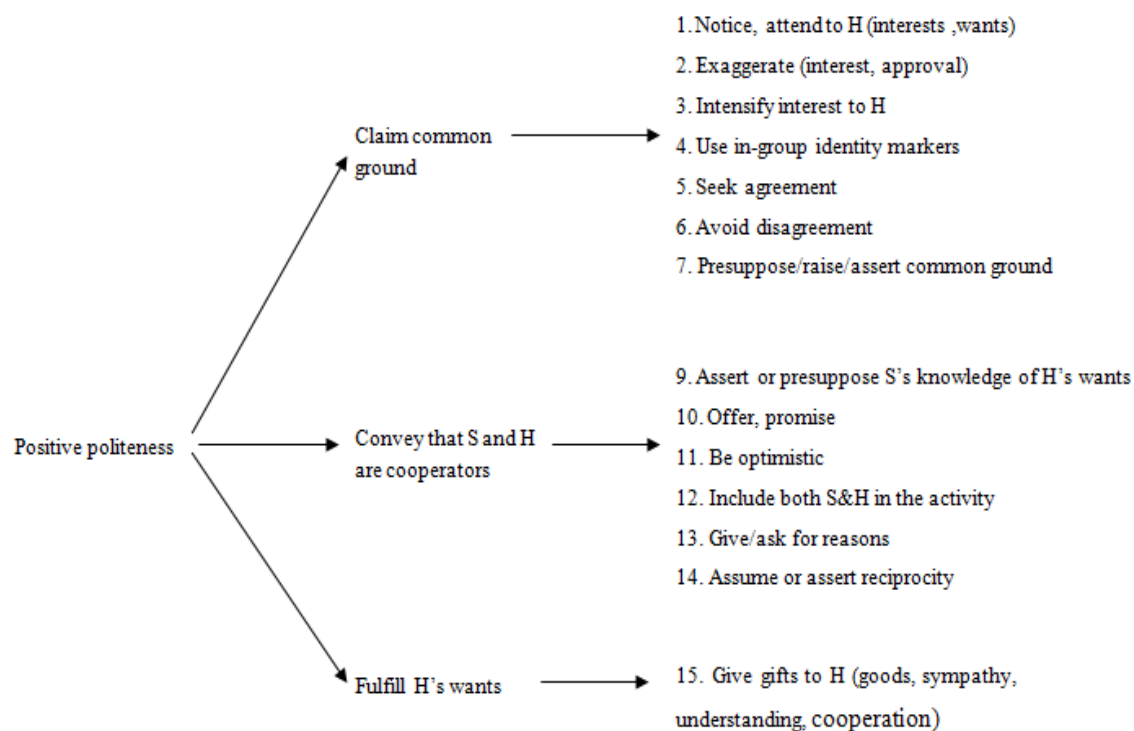 1. Notice, attend to H (interests ,wants)
2. Exaggerate (interest, approval)
3. Intensify interest to H
Claim common
ground
4. Use in-group identity markers
5. Seek agreement
6. Avoid disagreement
7. Presuppose/raise/assert common ground
9. Assert or presuppose S’s knowledge of H’s wants
10. Offer, promise
Positive politeness
Convey that S and H
are cooperators
11. Be optimistic
12. Include both S&H in the activity
13. Give/ask for reasons
14. Assume or assert reciprocity
Fulfill H’s wants
15. Give gifts to H (goods, sympathy,
understanding, cooperation)